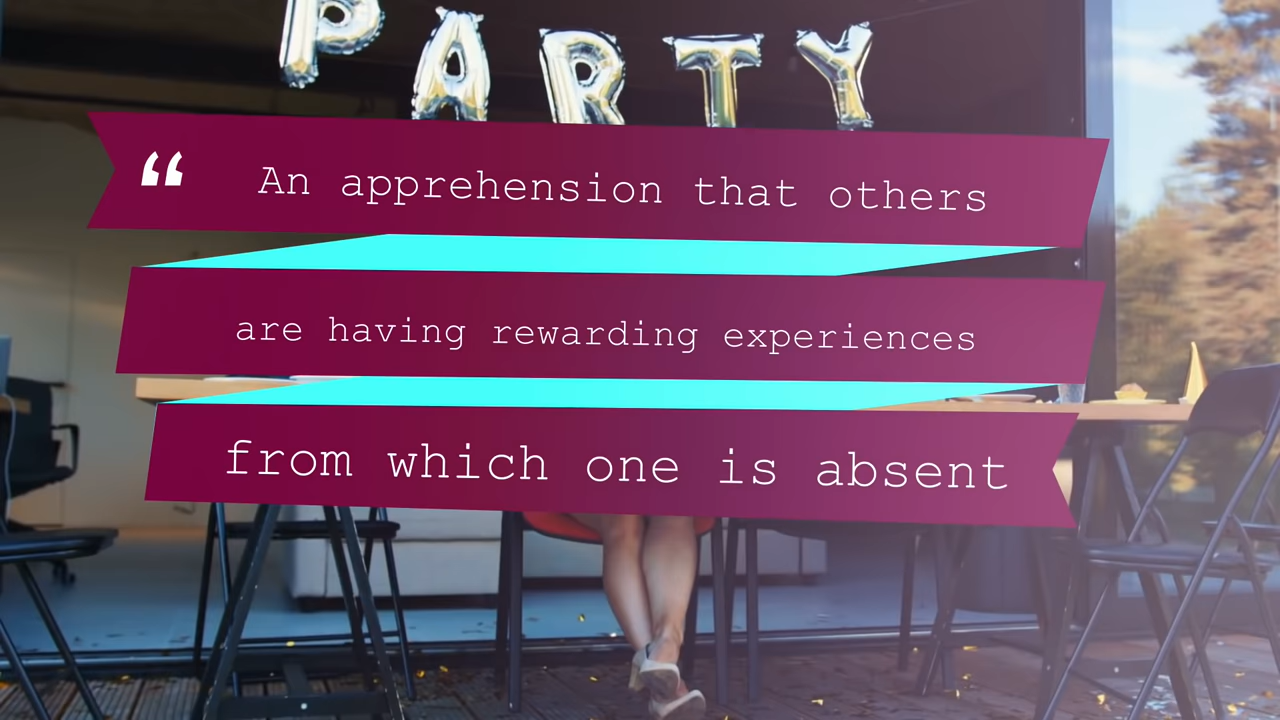 PARTY
“ An apprehension that others
are having rewarding experiences
from which one is absent